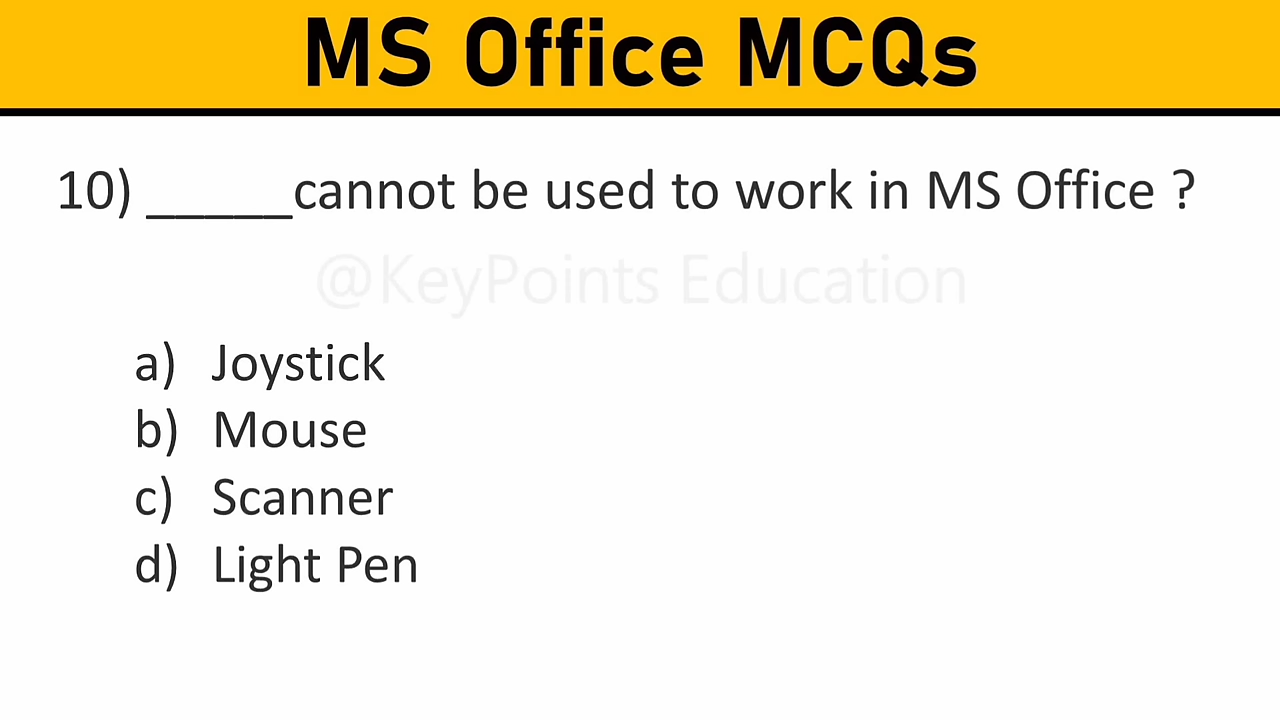 MS Office MCQs
10) _____cannot be used to work in MS Office ?
@KeyPoints Education
a) Joystick
b) Mouse
c) Scanner
d) Light Pen